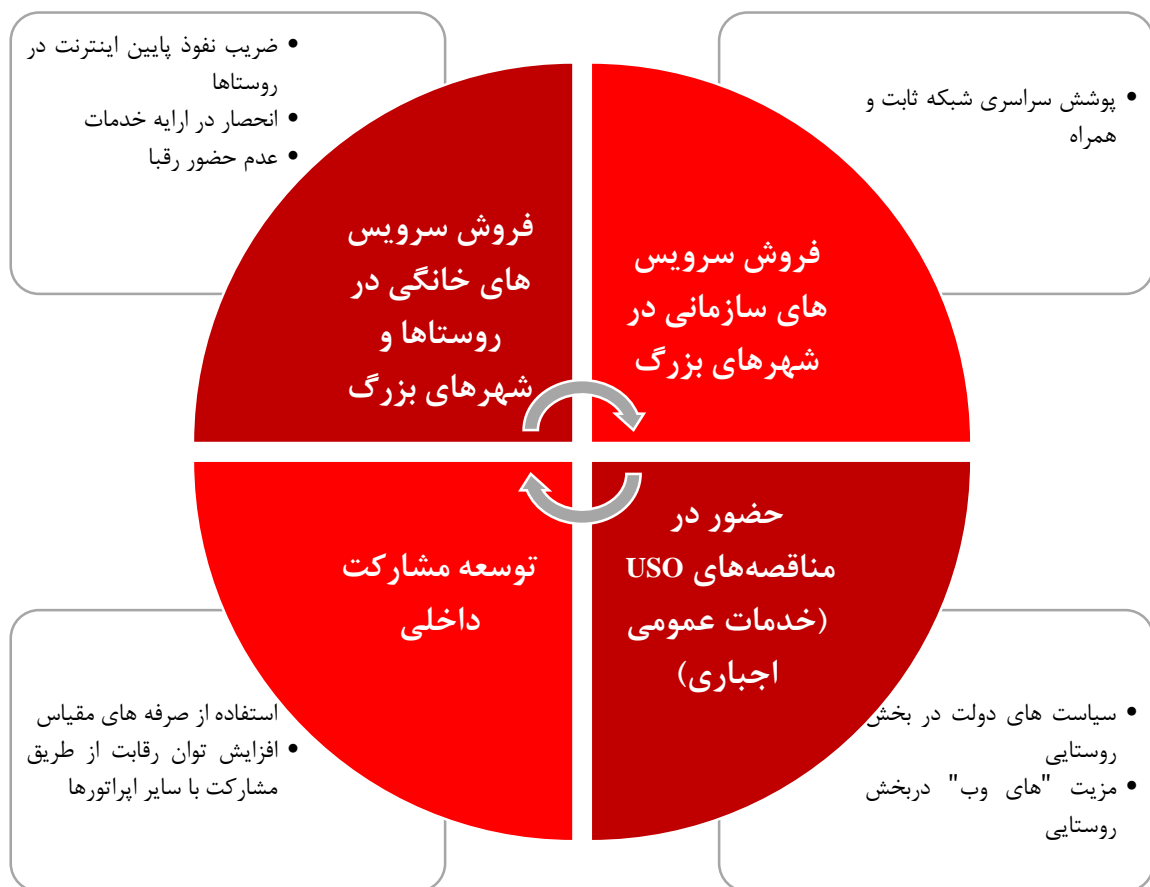 • پوشش سراسری شبکه ثابت و
همراه
• ضریب نفوذ پایین اینترنت در
روستاها
• انحصار در ارایه خدمات
• عدم حضور رقبا
فروش سرویس
های سازمانی در
شهرهای بزرگ
فروش سرویس
های خانگی در
روستاها و
شهرهای بزرگ
حضور در
مناقصه‌های USO
(خدمات عمومی
اجباری)
توسعه مشارکت
داخلی
• سیاست های دولت در بخش
روستایی
• مزیت "های وب" دربخش
روستایی
استفاده از صرفه های مقیاس
• افزایش توان رقابت از طریق
مشارکت با سایر اپراتورها